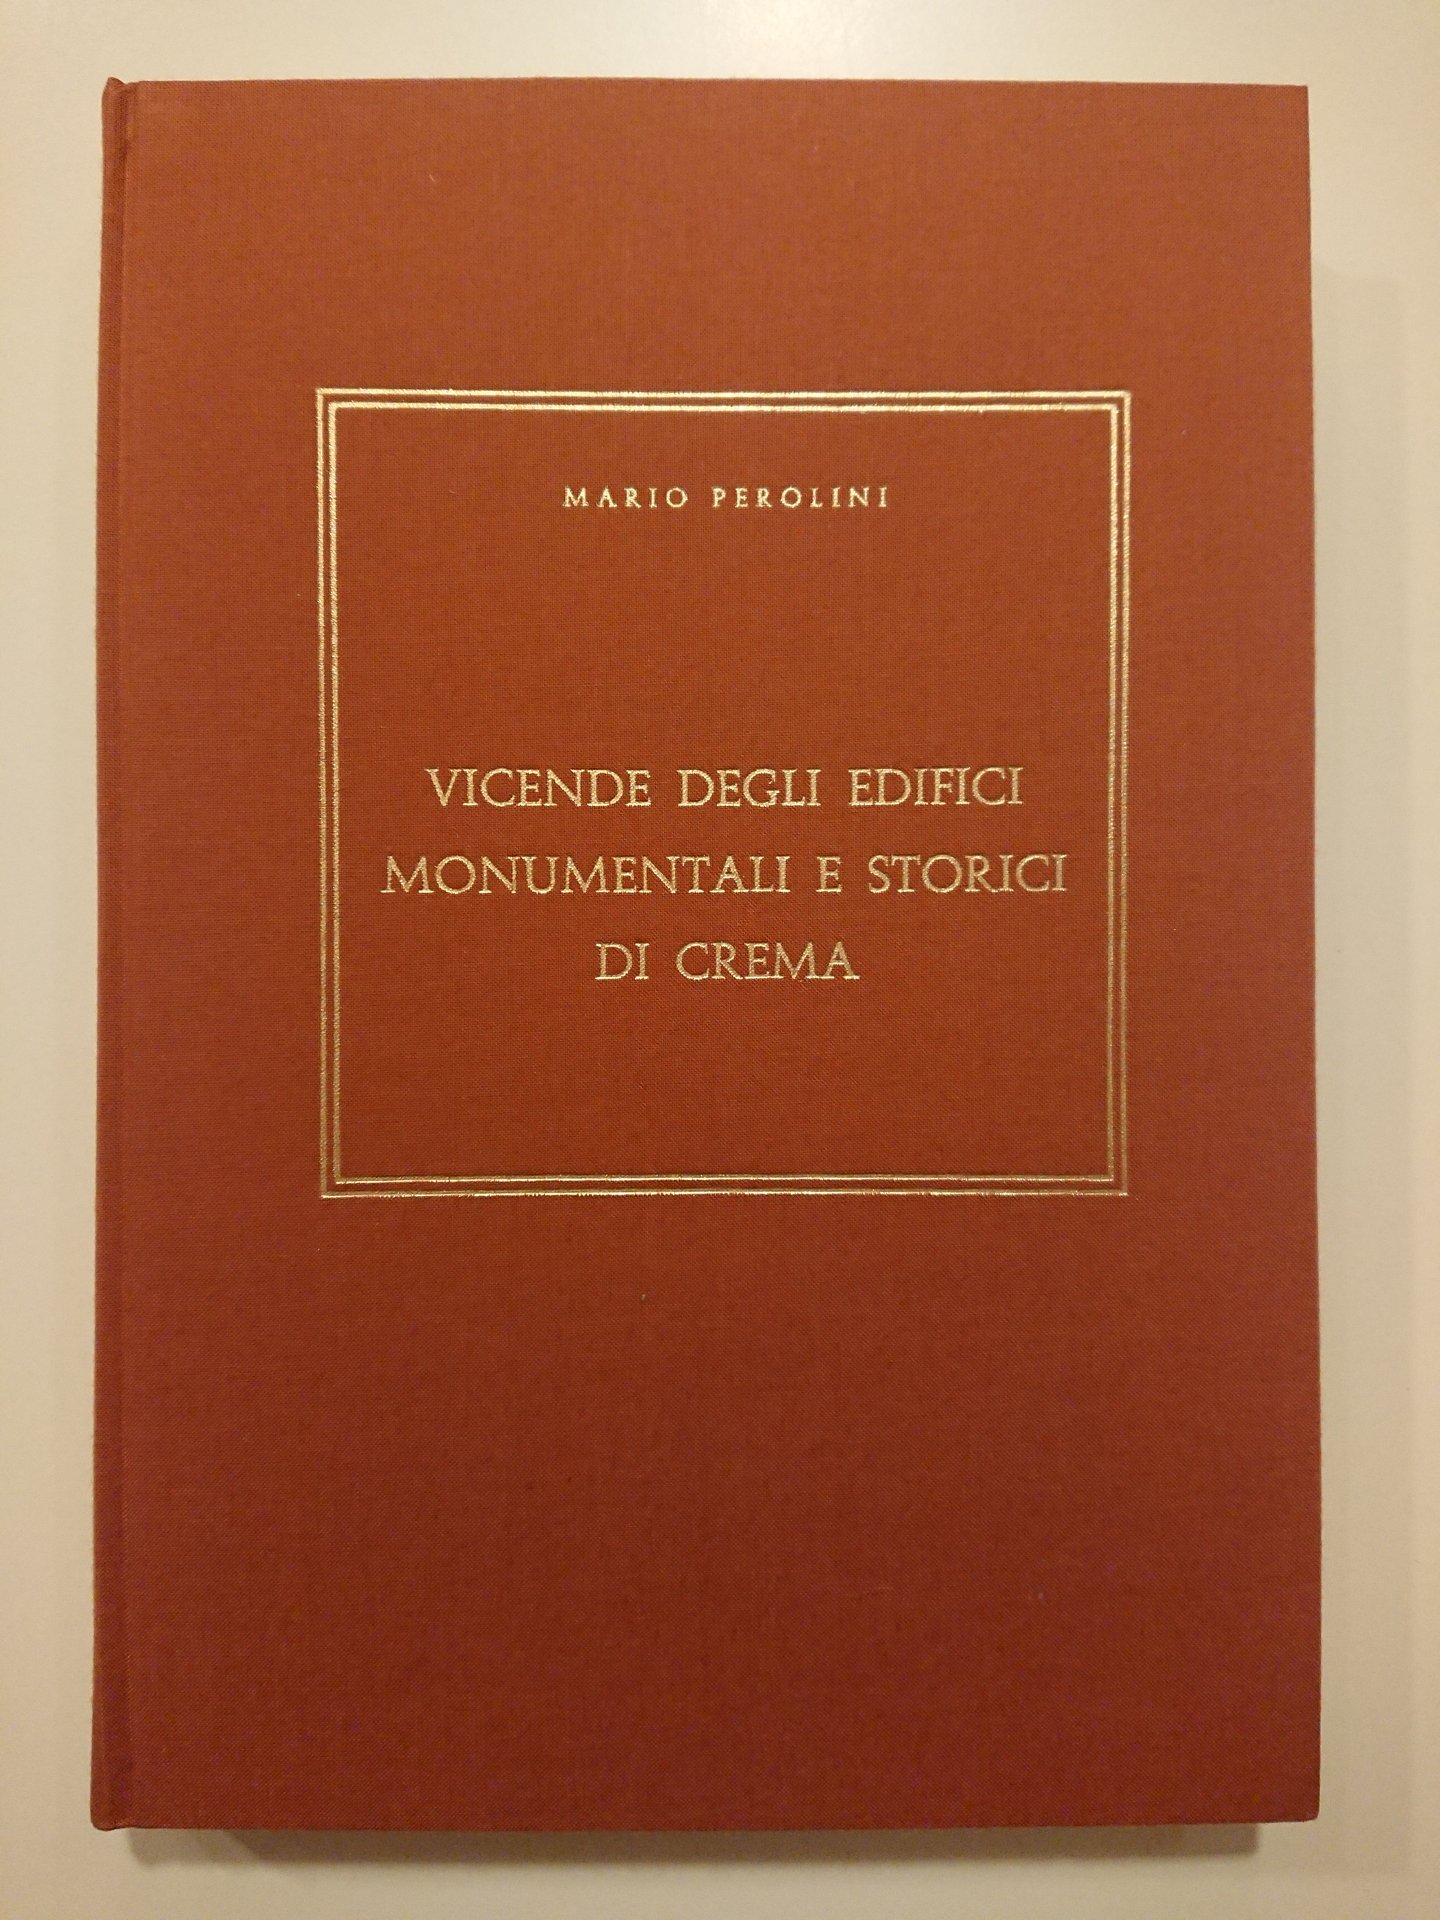 MARIO PEROLINI
VICENDE DEGLI EDIFICI
MONUMENTALI E STORICI
DI CREMA